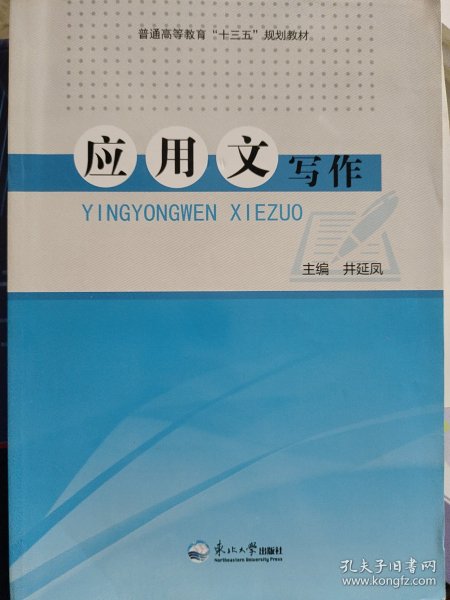 普通高等教育“十三五”规划教材
应用文写作
YINGYONGWEN XIEZUO
主编 井延凤
东北大学出版社
Northeastern University Press
孔夫子旧书网
www.kongfz.com